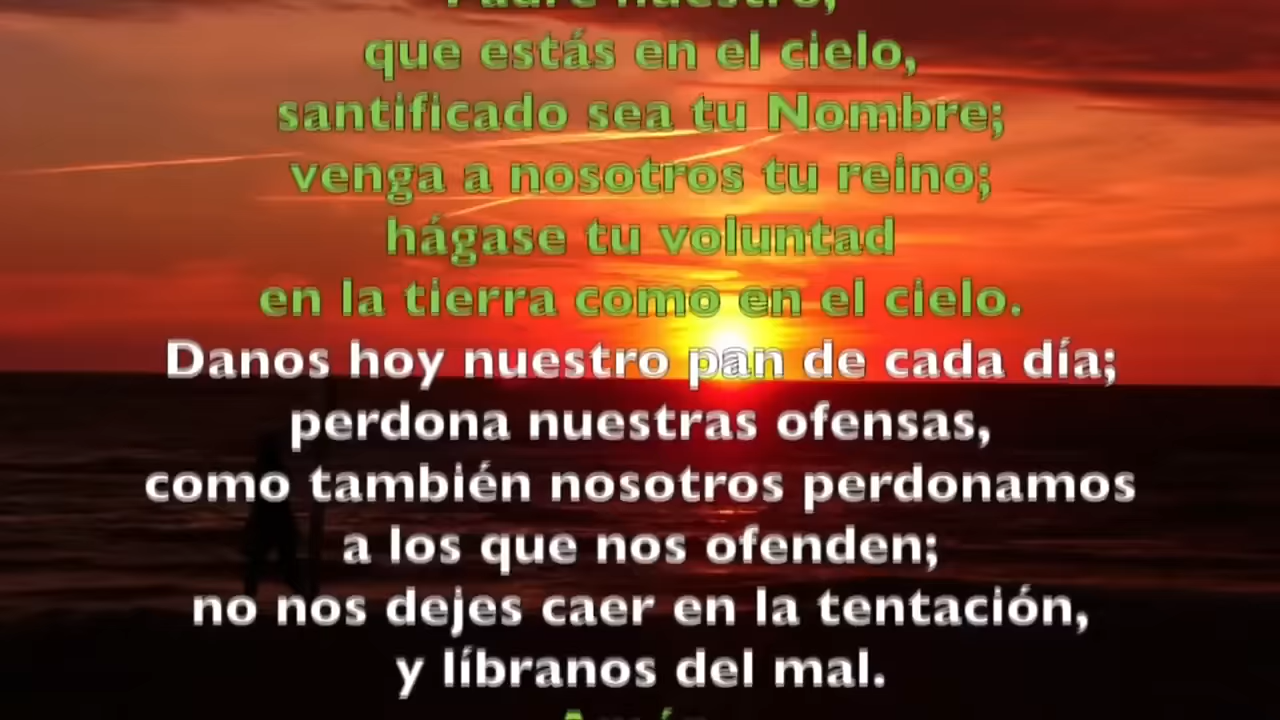 Padre nuestro,
que estás en el cielo,
santificado sea tu Nombre;
venga a nosotros tu reino;
hágase tu voluntad
en la tierra como en el cielo.
Danos hoy nuestro pan de cada día;
perdona nuestras ofensas,
como también nosotros perdonamos
a los que nos ofenden;
no nos dejes caer en la tentación,
y líbranos del mal.